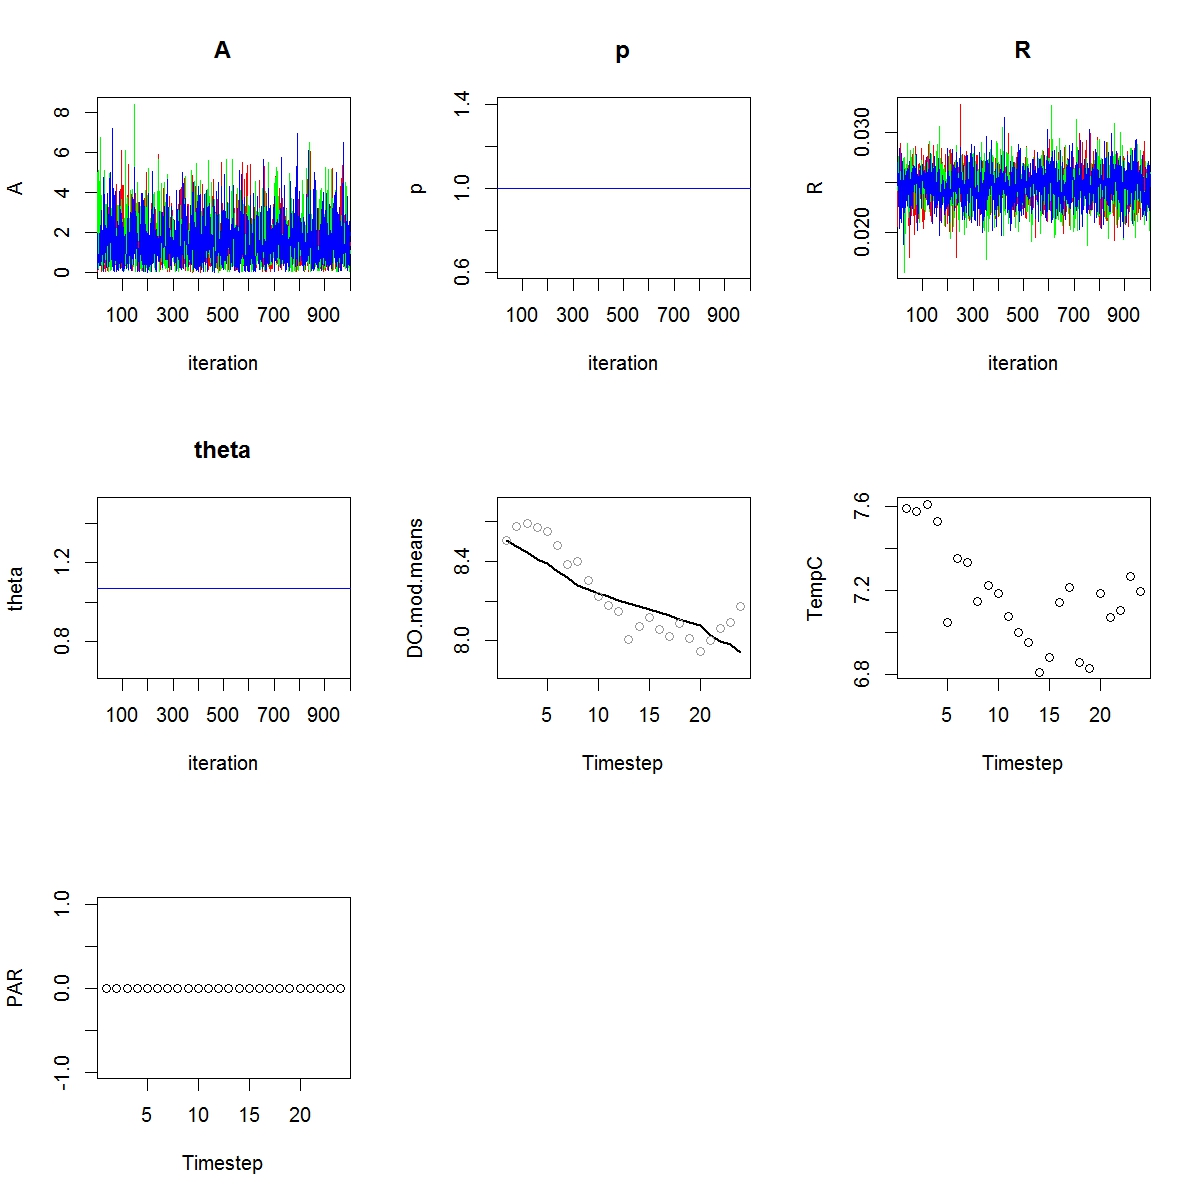 A
p
R
A
8
6
4
2
0
100 300 500 700 900
iteration
p
1.4
1.0
0.6
100 300 500 700 900
iteration
R
0.030
0.020
100 300 500 700 900
iteration
theta
theta
1.2
0.8
100 300 500 700 900
iteration
DO.mod.means
8.4
8.0
5 10 15 20
Timestep
TempC
7.6
7.2
6.8
5 10 15 20
Timestep
PAR
1.0
0.0
-1.0
5 10 15 20
Timestep